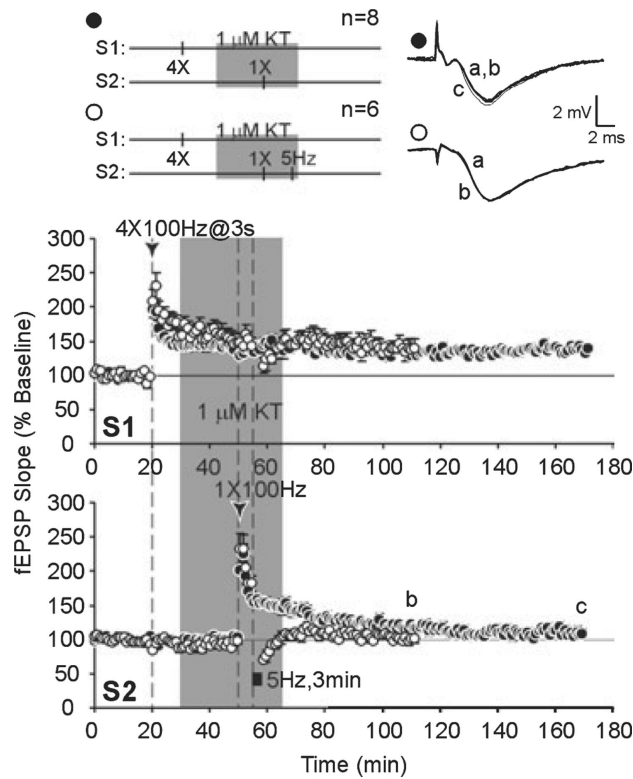 n=8
1 μM KT
S1:
4X
1X
S2:
n=6
1 μM KT
S1:
4X
1X 5Hz
S2:
a,b
c
2 mV
2 ms
a
b
4X100Hz@3s
300
250
200
150
100
50
0
S1
1 μM KT
0 20 40 60 80 100 120 140 160 180
fEPSP Slope (% Baseline)
1X100Hz
300
250
200
150
100
50
0
b
c
S2
5Hz,3min
0 20 40 60 80 100 120 140 160 180
Time (min)